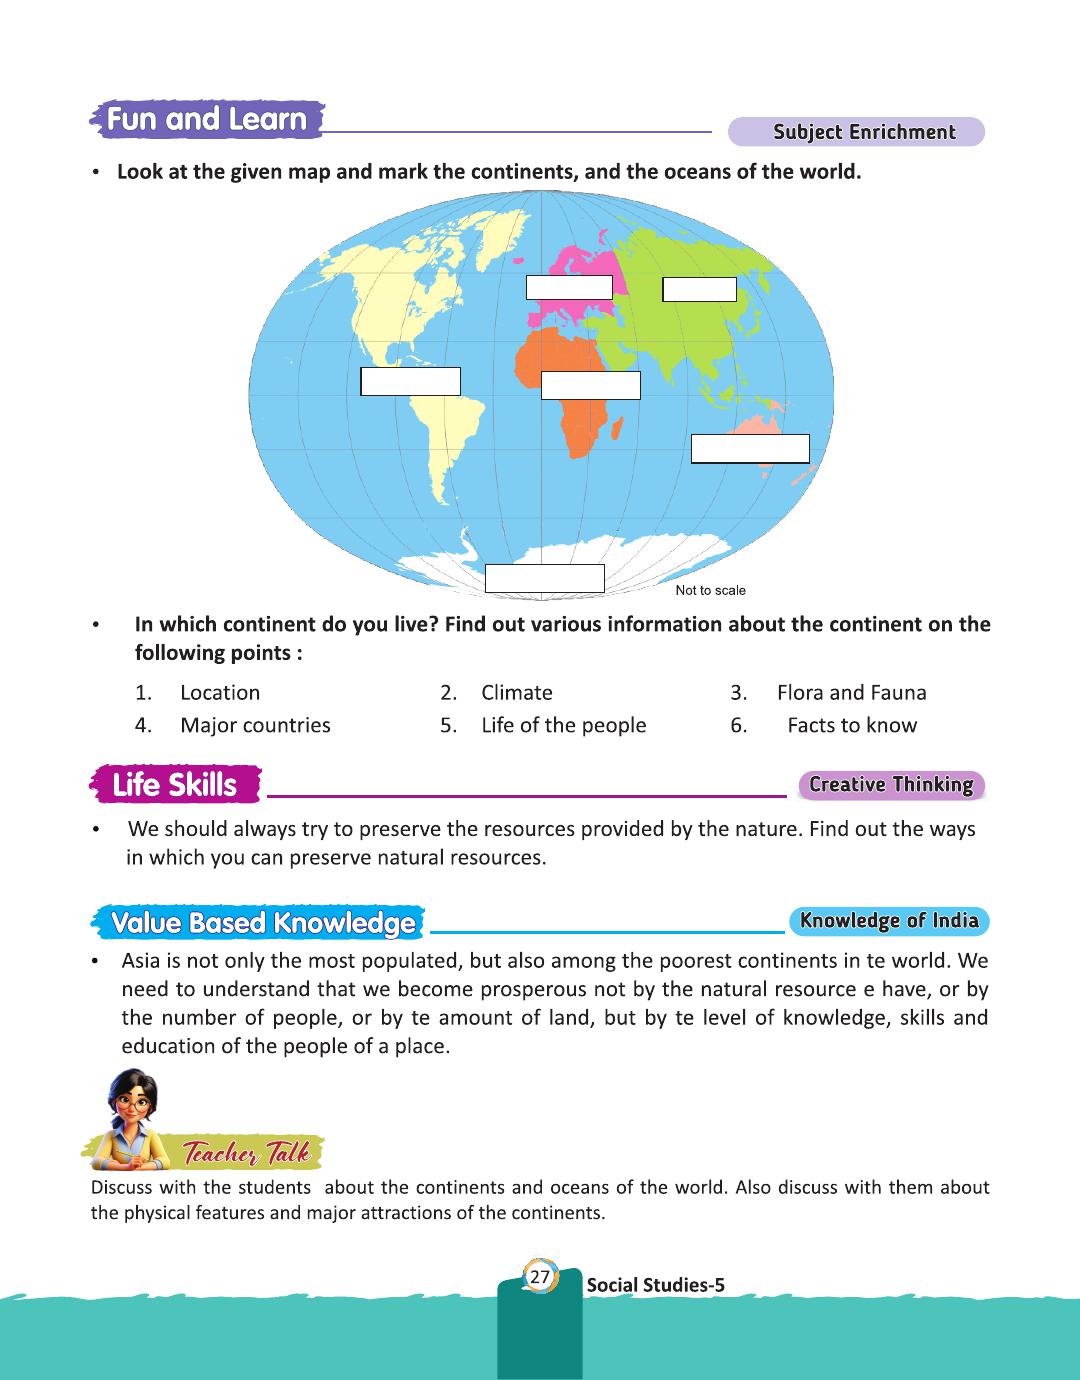 Fun and Learn
Subject Enrichment
• Look at the given map and mark the continents, and the oceans of the world.
Not to scale
• In which continent do you live? Find out various information about the continent on the
following points :
1. Location 2. Climate 3. Flora and Fauna
4. Major countries 5. Life of the people 6. Facts to know
Life Skills
Creative Thinking
• We should always try to preserve the resources provided by the nature. Find out the ways
in which you can preserve natural resources.
Value Based Knowledge
Knowledge of India
• Asia is not only the most populated, but also among the poorest continents in te world. We
need to understand that we become prosperous not by the natural resource e have, or by
the number of people, or by te amount of land, but by te level of knowledge, skills and
education of the people of a place.
Teacher Talk
Discuss with the students about the continents and oceans of the world. Also discuss with them about
the physical features and major attractions of the continents.
27
Social Studies-5